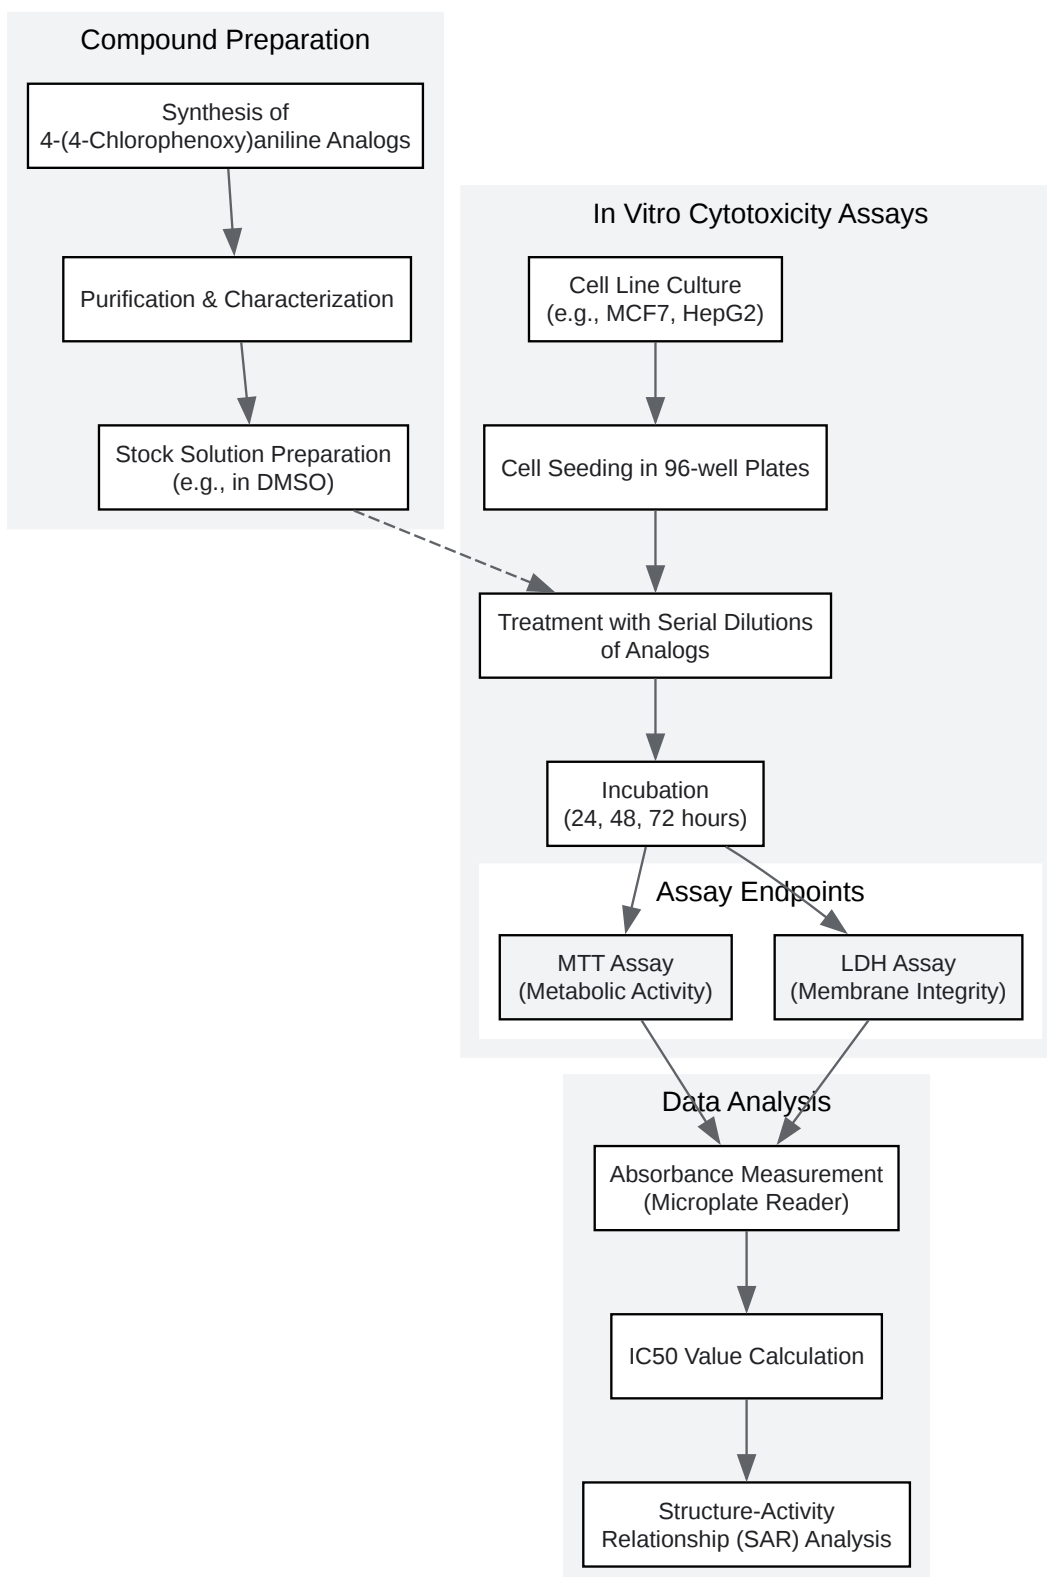 Compound Preparation
Synthesis of
4-(4-Chlorophenoxy)aniline Analogs
Purification & Characterization
Stock Solution Preparation
(e.g., in DMSO)
In Vitro Cytotoxicity Assays
Cell Line Culture
(e.g., MCF7, HepG2)
Cell Seeding in 96-well Plates
Treatment with Serial Dilutions
of Analogs
Incubation
(24, 48, 72 hours)
Assay Endpoints
MTT Assay
(Metabolic Activity)
LDH Assay
(Membrane Integrity)
Data Analysis
Absorbance Measurement
(Microplate Reader)
IC50 Value Calculation
Structure-Activity
Relationship (SAR) Analysis